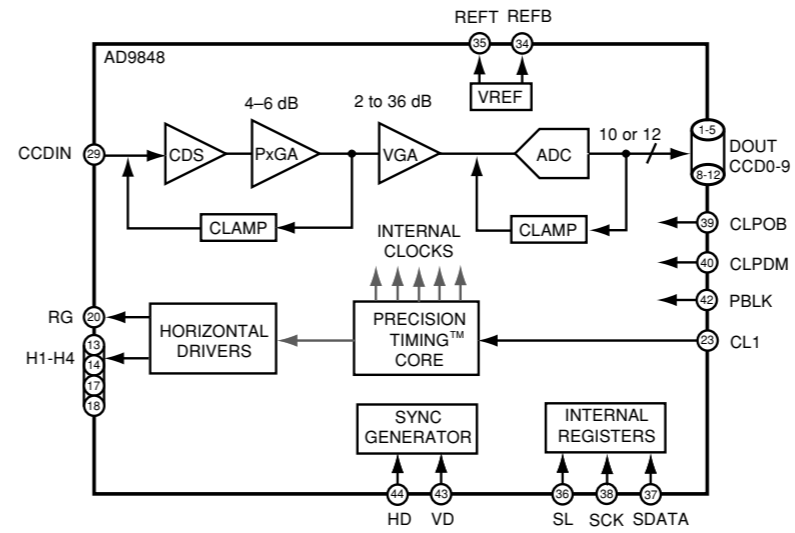 REFT REFB
35 34
AD9848
VREF
4–6 dB
2 to 36 dB
10 or 12
CCDIN
29
CDS
PxGA
VGA
ADC
1-5
8-12
DOUT
CCD0-9
CLAMP
CLAMP
39
CLPOB
INTERNAL
CLOCKS
40
CLPDM
42
PBLK
RG
20
HORIZONTAL
DRIVERS
PRECISION
TIMING™
CORE
23
CL1
H1-H4
13
14
17
18
SYNC
GENERATOR
INTERNAL
REGISTERS
44 43 36 38 37
HD VD SL SCK SDATA